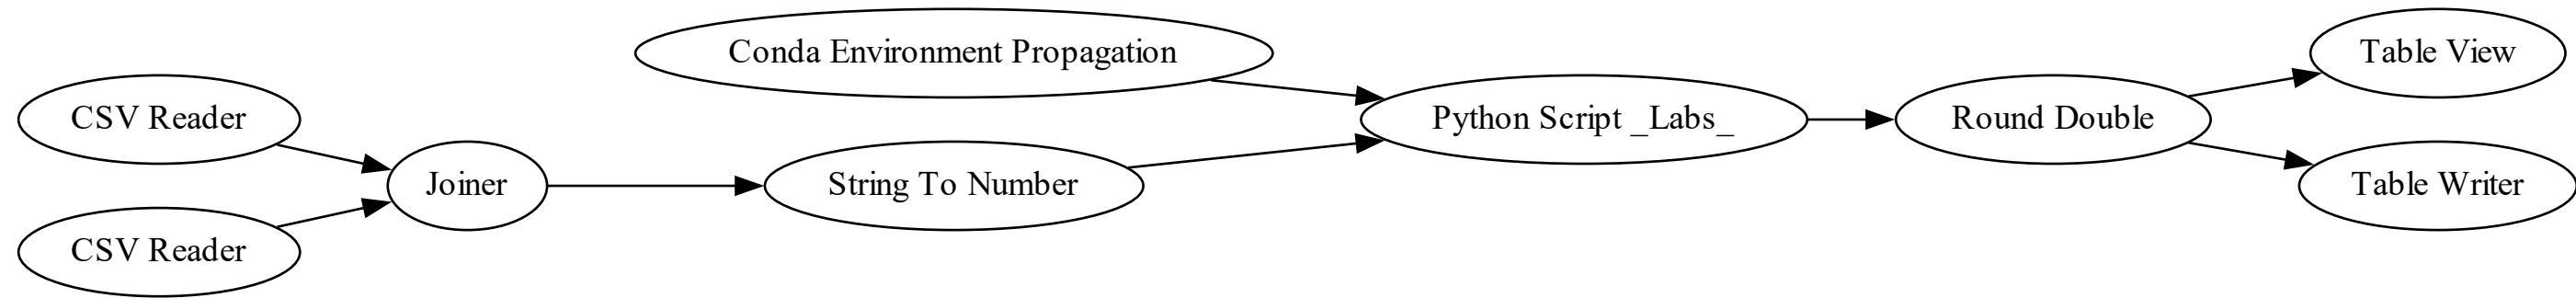 CSV Reader
CSV Reader
Joiner
Conda Environment Propagation
String To Number
Python Script _Labs_
Round Double
Table View
Table Writer